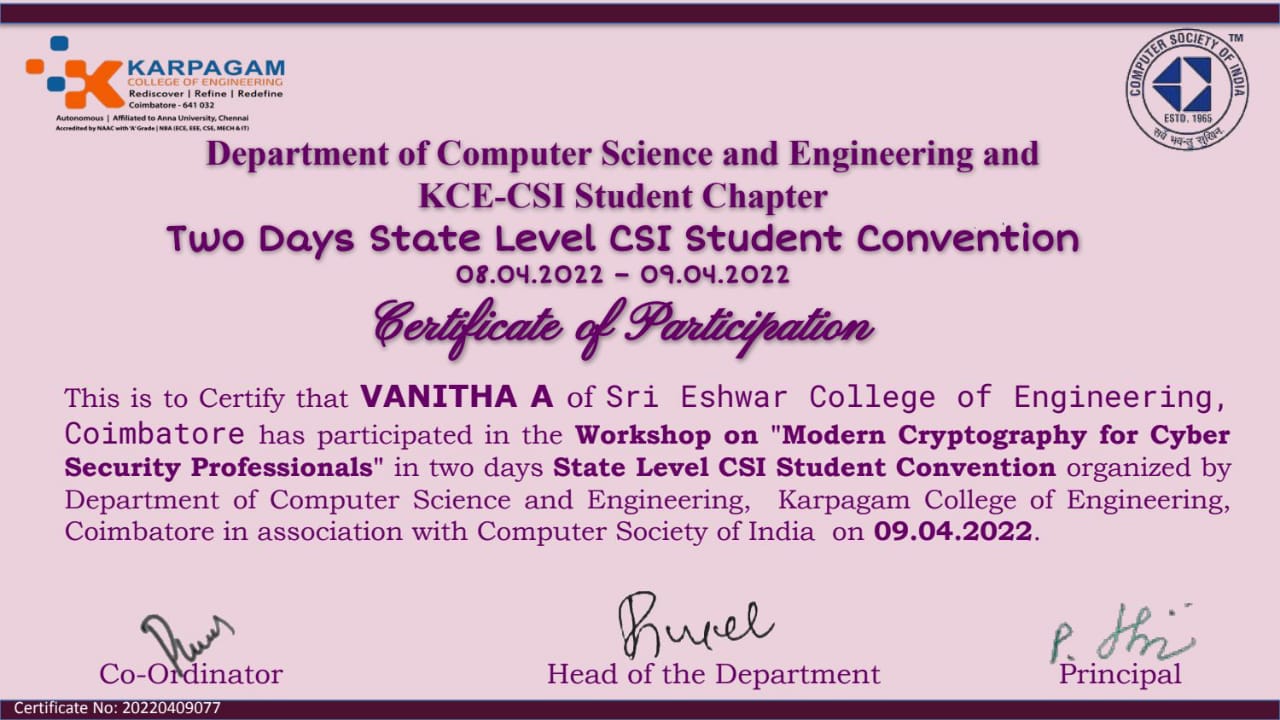 KARPAGAM
COLLEGE OF ENGINEERING
Rediscover | Refine | Redefine
Coimbatore - 641 032
Autonomous | Affiliated to Anna University, Chennai
Accredited by NAAC with 'A' Grade | NBA (ECE, EEE, CSE, MECH & IT)
COMPUTER SOCIETY OF INDIA
TM
ESTD. 1965
Department of Computer Science and Engineering and
KCE-CSI Student Chapter
Two Days State Level CSI Student Convention
08.04.2022 – 09.04.2022
Certificate of Participation
This is to Certify that VANITHA A of Sri Eshwar College of Engineering,
Coimbatore has participated in the Workshop on "Modern Cryptography for Cyber
Security Professionals" in two days State Level CSI Student Convention organized by
Department of Computer Science and Engineering, Karpagam College of Engineering,
Coimbatore in association with Computer Society of India on 09.04.2022.
Co-Ordinator
Head of the Department
Principal
Certificate No: 20220409077